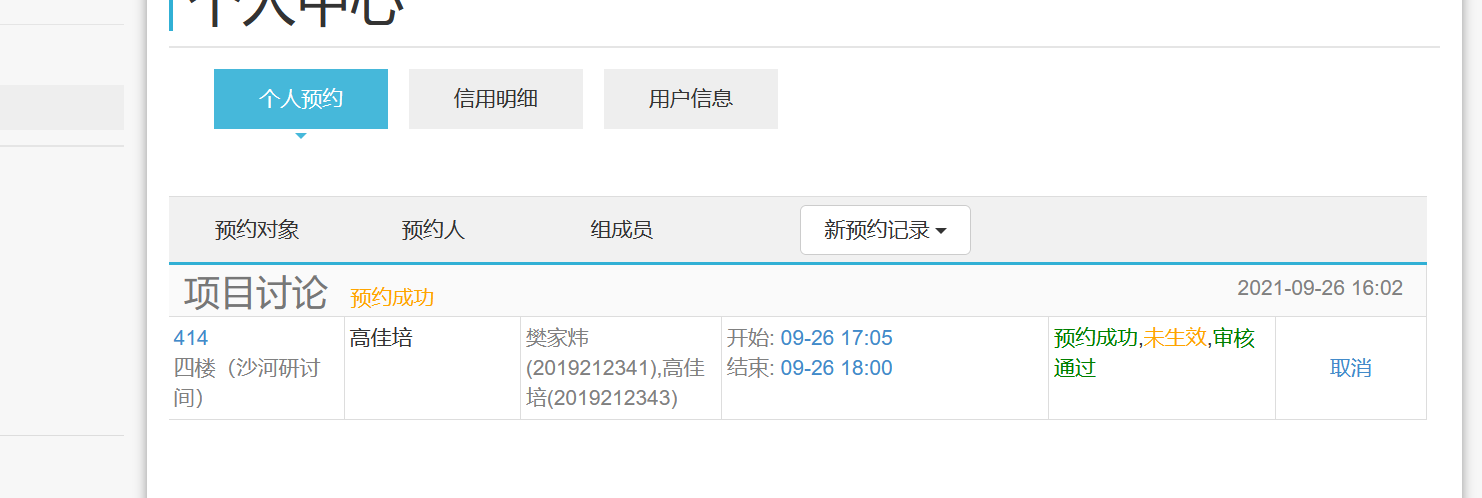 个人中心
个人预约 信用明细 用户信息
预约对象 预约人 组成员 新预约记录
项目讨论 预约成功 2021-09-26 16:02
414
四楼（沙河研讨
间）
高佳培
樊家炜
(2019212341),高佳
培(2019212343)
开始: 09-26 17:05
结束: 09-26 18:00
预约成功,未生效,审核
通过
取消